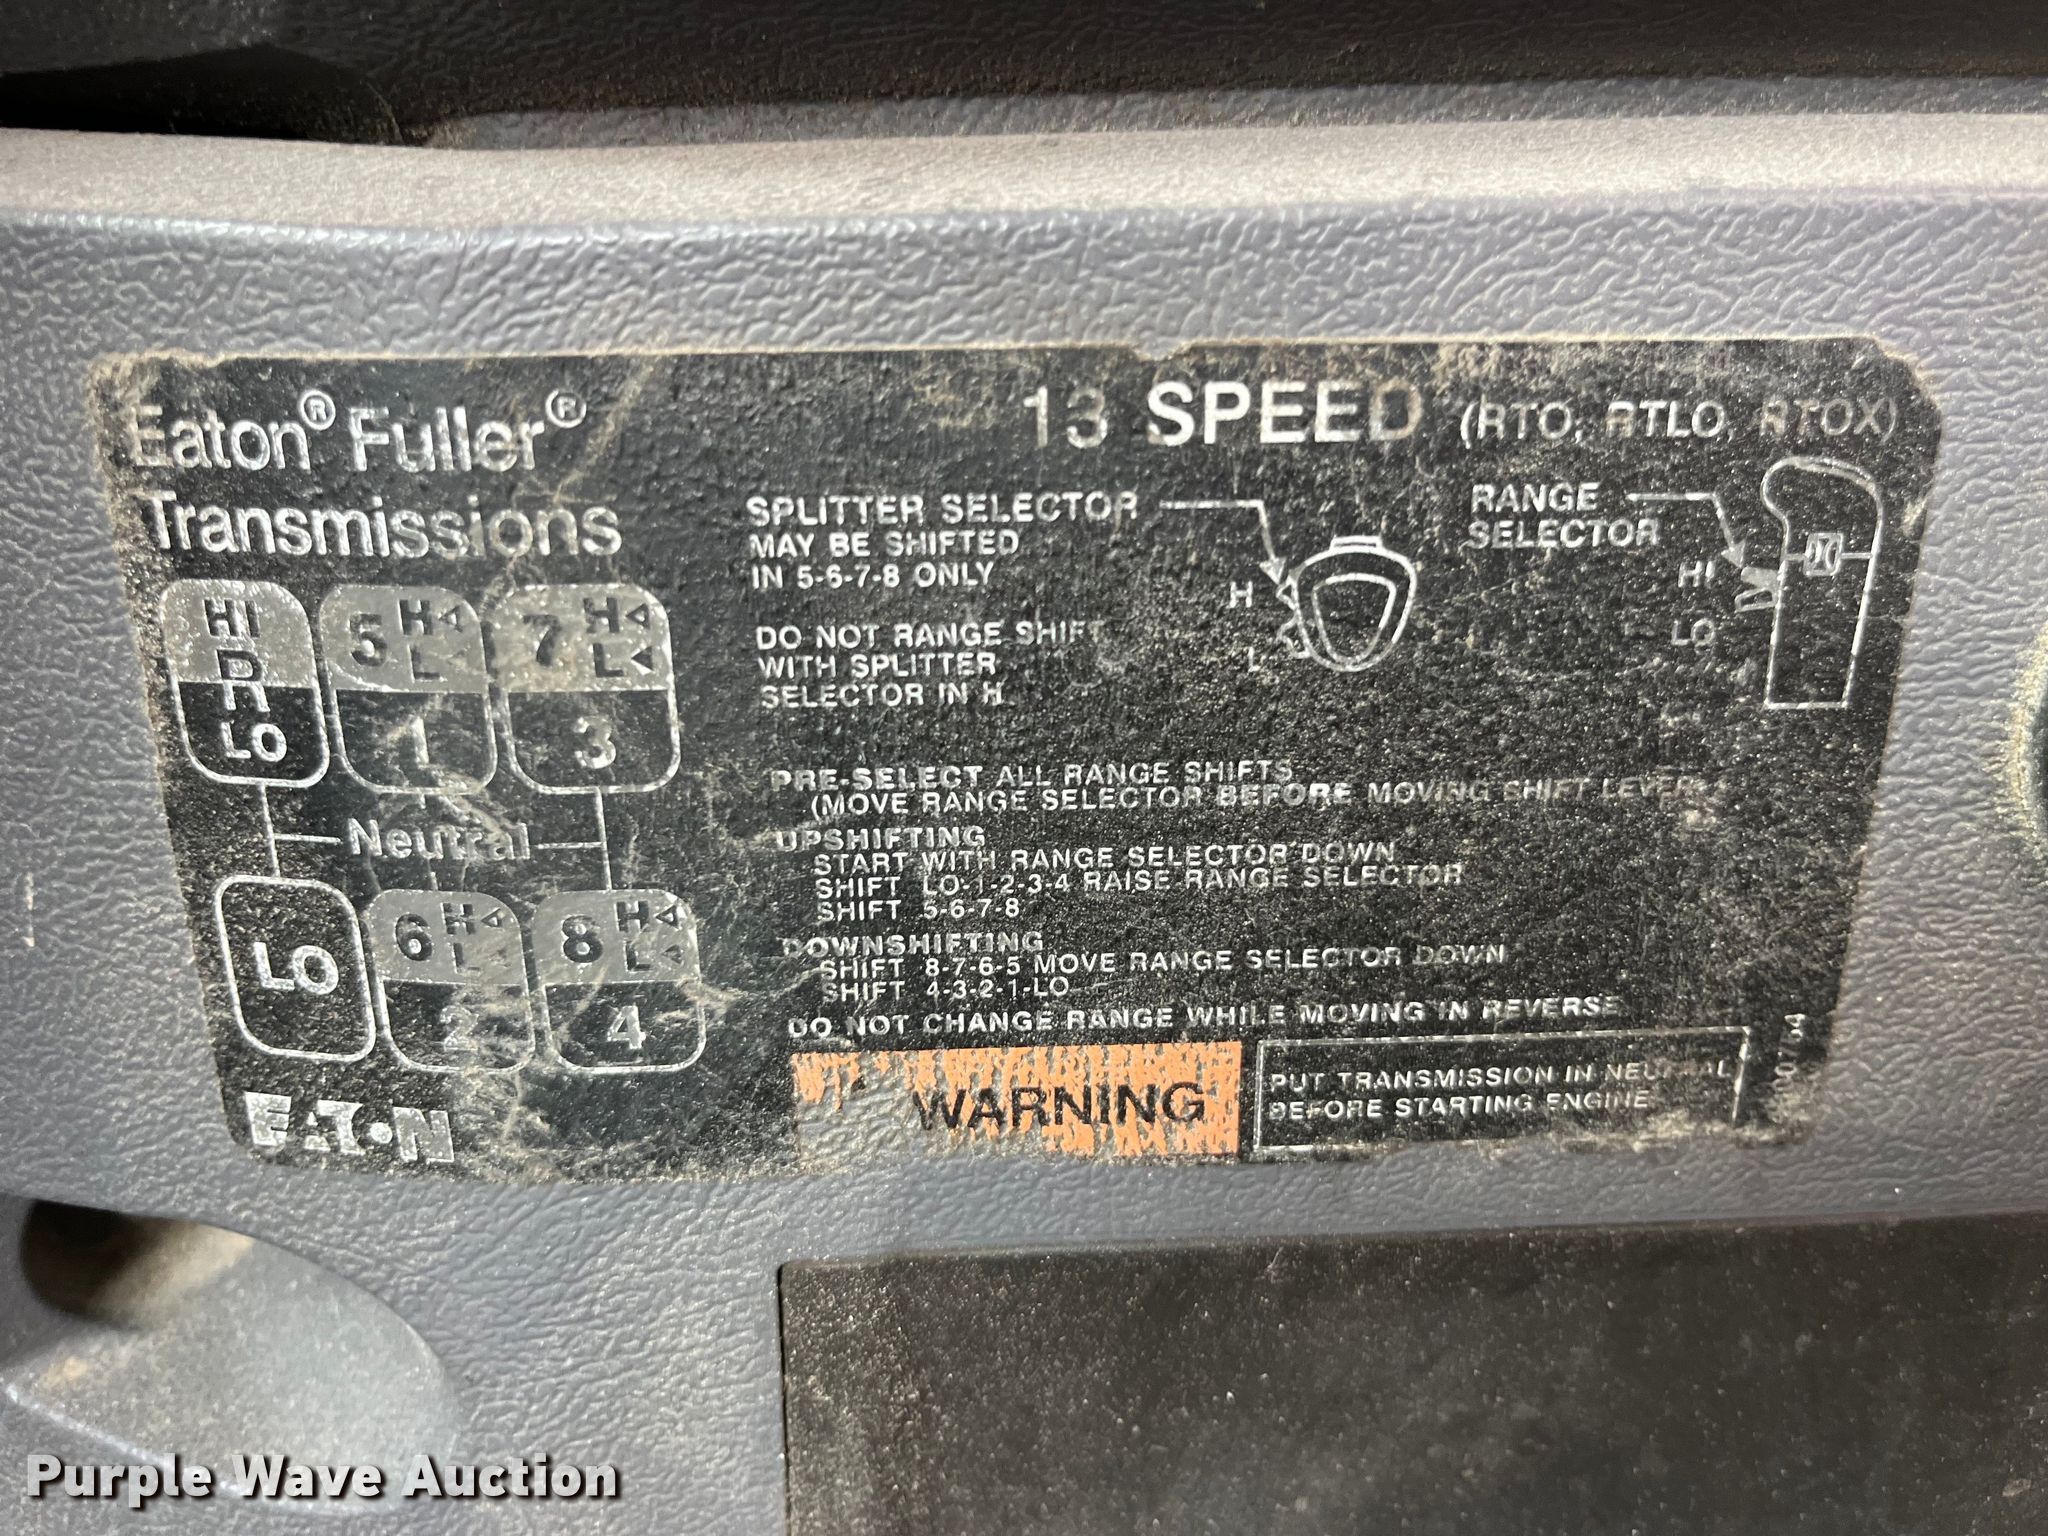 Eaton® Fuller®
Transmissions
13 SPEED (RTO, RTLO, RTOX)
HI
R
LO
5 H L
1
7 H L
3
Neutral
LO
6 H L
2
8 H L
4
EATON
SPLITTER SELECTOR
MAY BE SHIFTED
IN 5-6-7-8 ONLY
H
L
DO NOT RANGE SHIF
WITH SPLITTER
SELECTOR IN H
RANGE
SELECTOR
HI
LO
PRE-SELECT ALL RANGE SHIFTS
(MOVE RANGE SELECTOR BEFORE MOVING SHIFT LEVER
UPSHIFTING
START WITH RANGE SELECTOR DOWN
SHIFT LO-1-2-3-4 RAISE RANGE SELECTOR
SHIFT 5-6-7-8
DOWNSHIFTING
SHIFT 8-7-6-5 MOVE RANGE SELECTOR DOWN
SHIFT 4-3-2-1-LO
DO NOT CHANGE RANGE WHILE MOVING IN REVERSE
WARNING
PUT TRANSMISSION IN NEUTRAL
BEFORE STARTING ENGINE
Purple Wave Auction